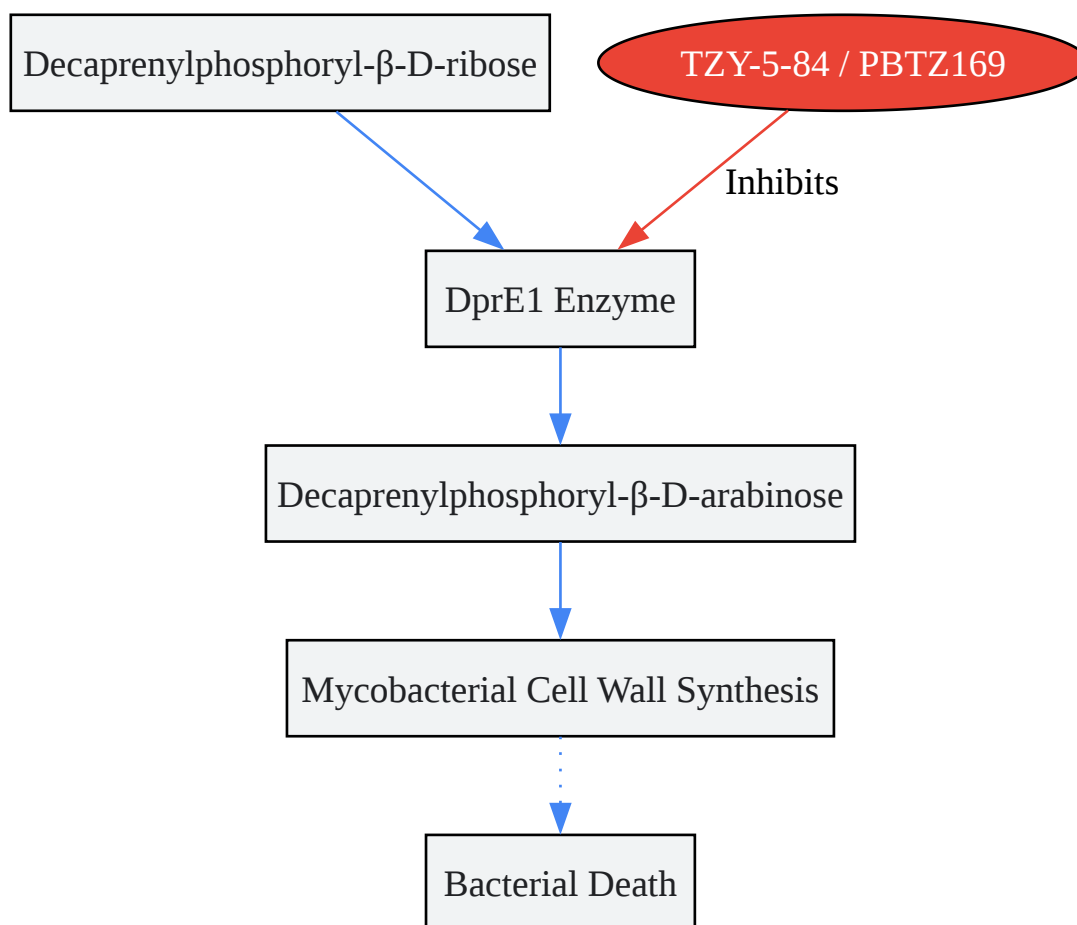 Decaprenylphosphoryl-β-D-ribose
TZY-5-84 / PBTZ169
Inhibits
DprE1 Enzyme
Decaprenylphosphoryl-β-D-arabinose
Mycobacterial Cell Wall Synthesis
Bacterial Death